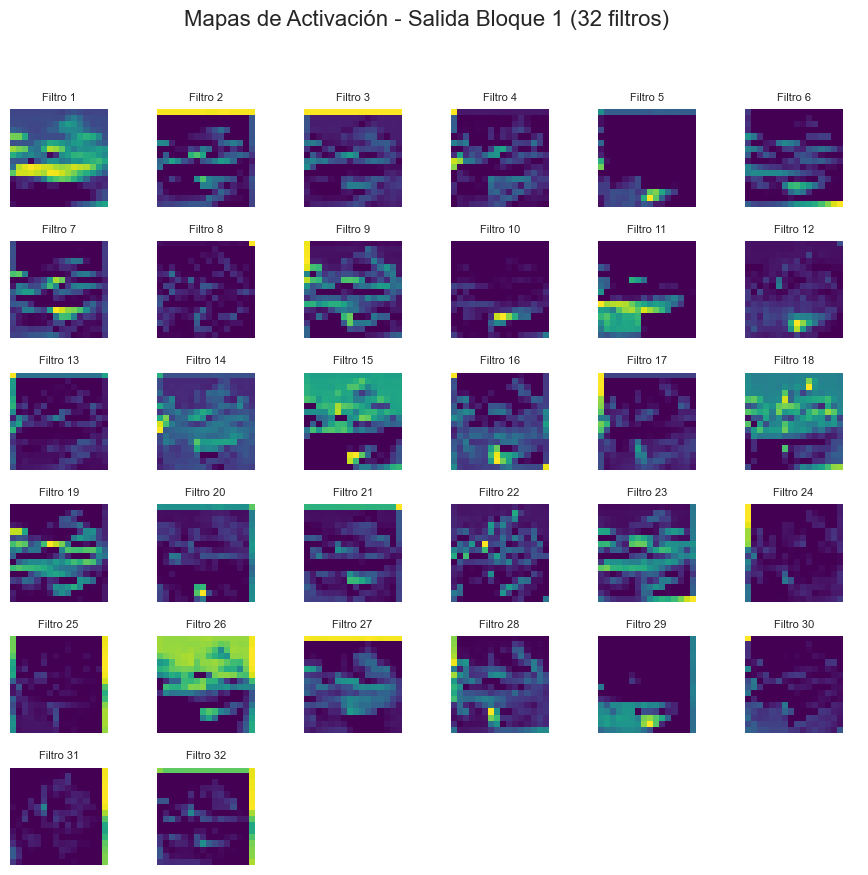 Mapas de Activación - Salida Bloque 1 (32 filtros)
Filtro 1 Filtro 2 Filtro 3 Filtro 4 Filtro 5 Filtro 6
Filtro 7 Filtro 8 Filtro 9 Filtro 10 Filtro 11 Filtro 12
Filtro 13 Filtro 14 Filtro 15 Filtro 16 Filtro 17 Filtro 18
Filtro 19 Filtro 20 Filtro 21 Filtro 22 Filtro 23 Filtro 24
Filtro 25 Filtro 26 Filtro 27 Filtro 28 Filtro 29 Filtro 30
Filtro 31 Filtro 32